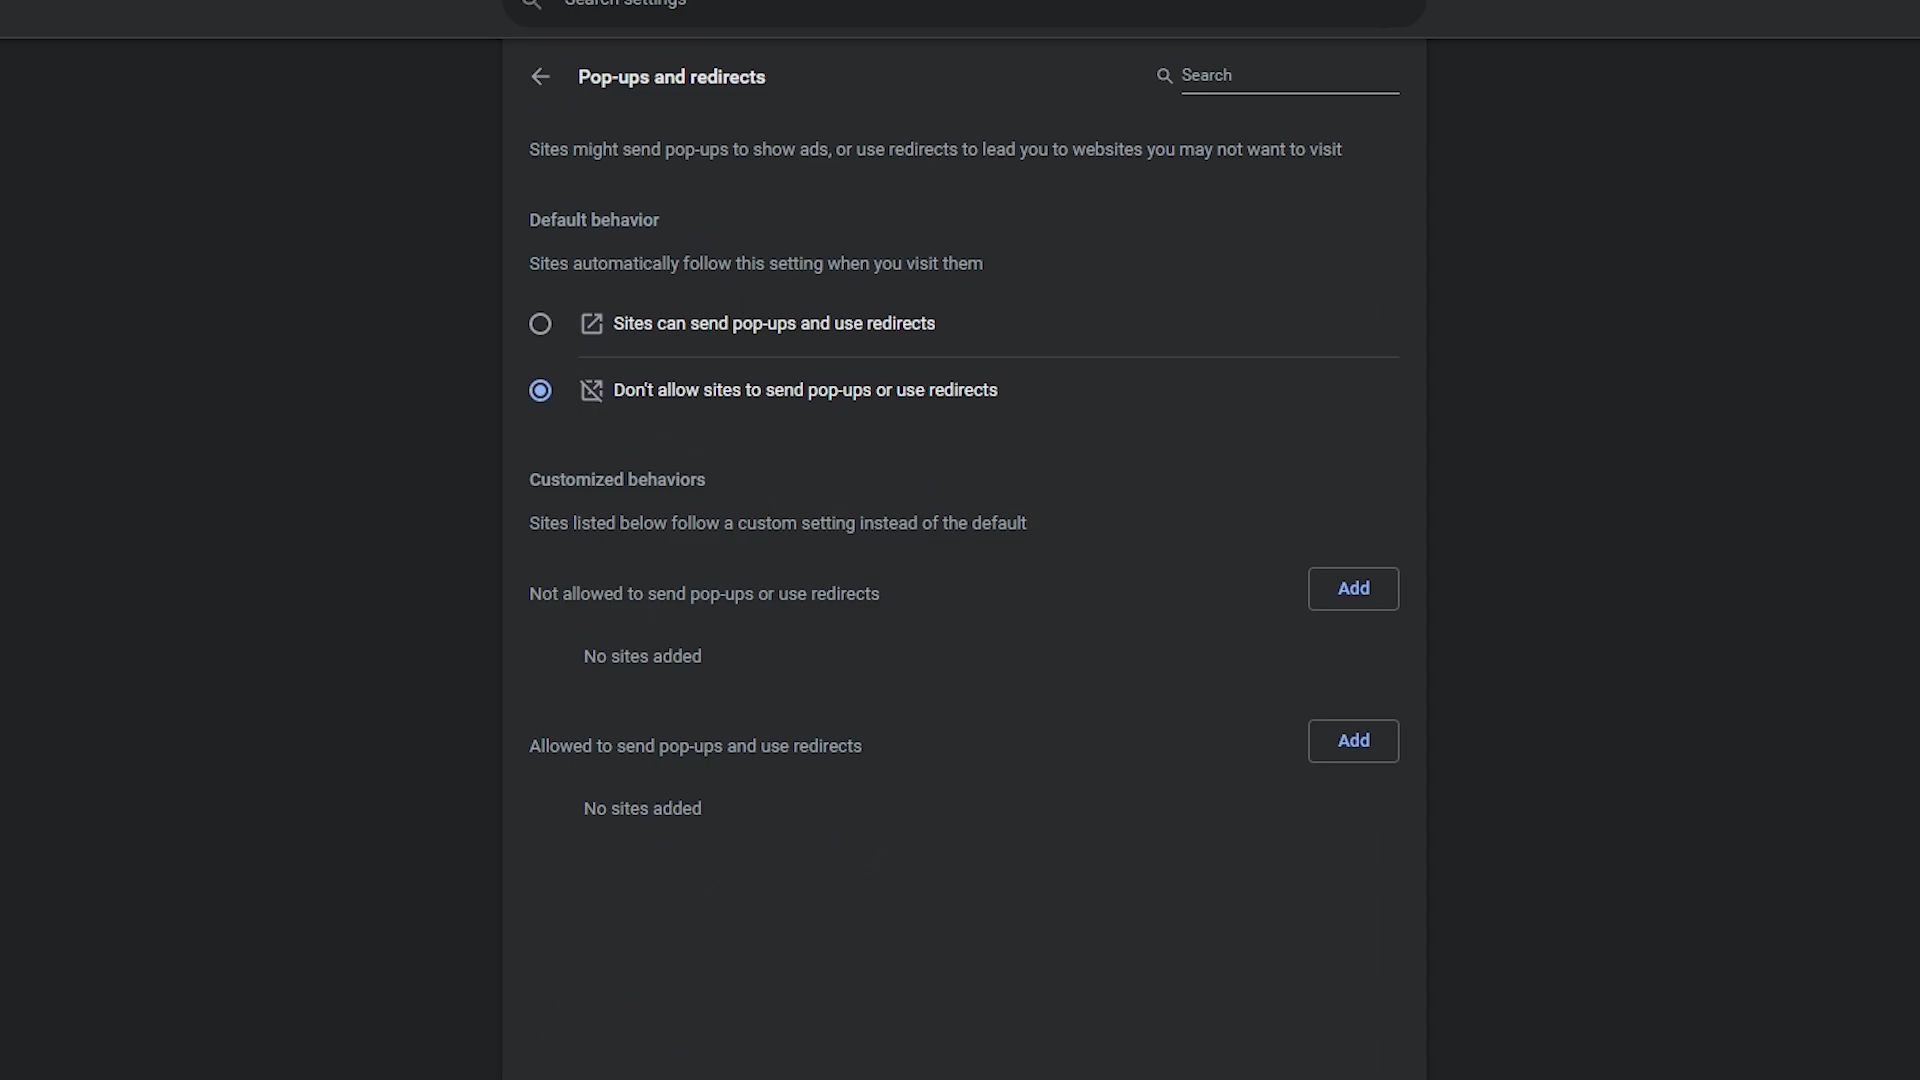 Search settings
Pop-ups and redirects
Search
Sites might send pop-ups to show ads, or use redirects to lead you to websites you may not want to visit
Default behavior
Sites automatically follow this setting when you visit them
Sites can send pop-ups and use redirects
Don't allow sites to send pop-ups or use redirects
Customized behaviors
Sites listed below follow a custom setting instead of the default
Not allowed to send pop-ups or use redirects
Add
No sites added
Allowed to send pop-ups and use redirects
Add
No sites added